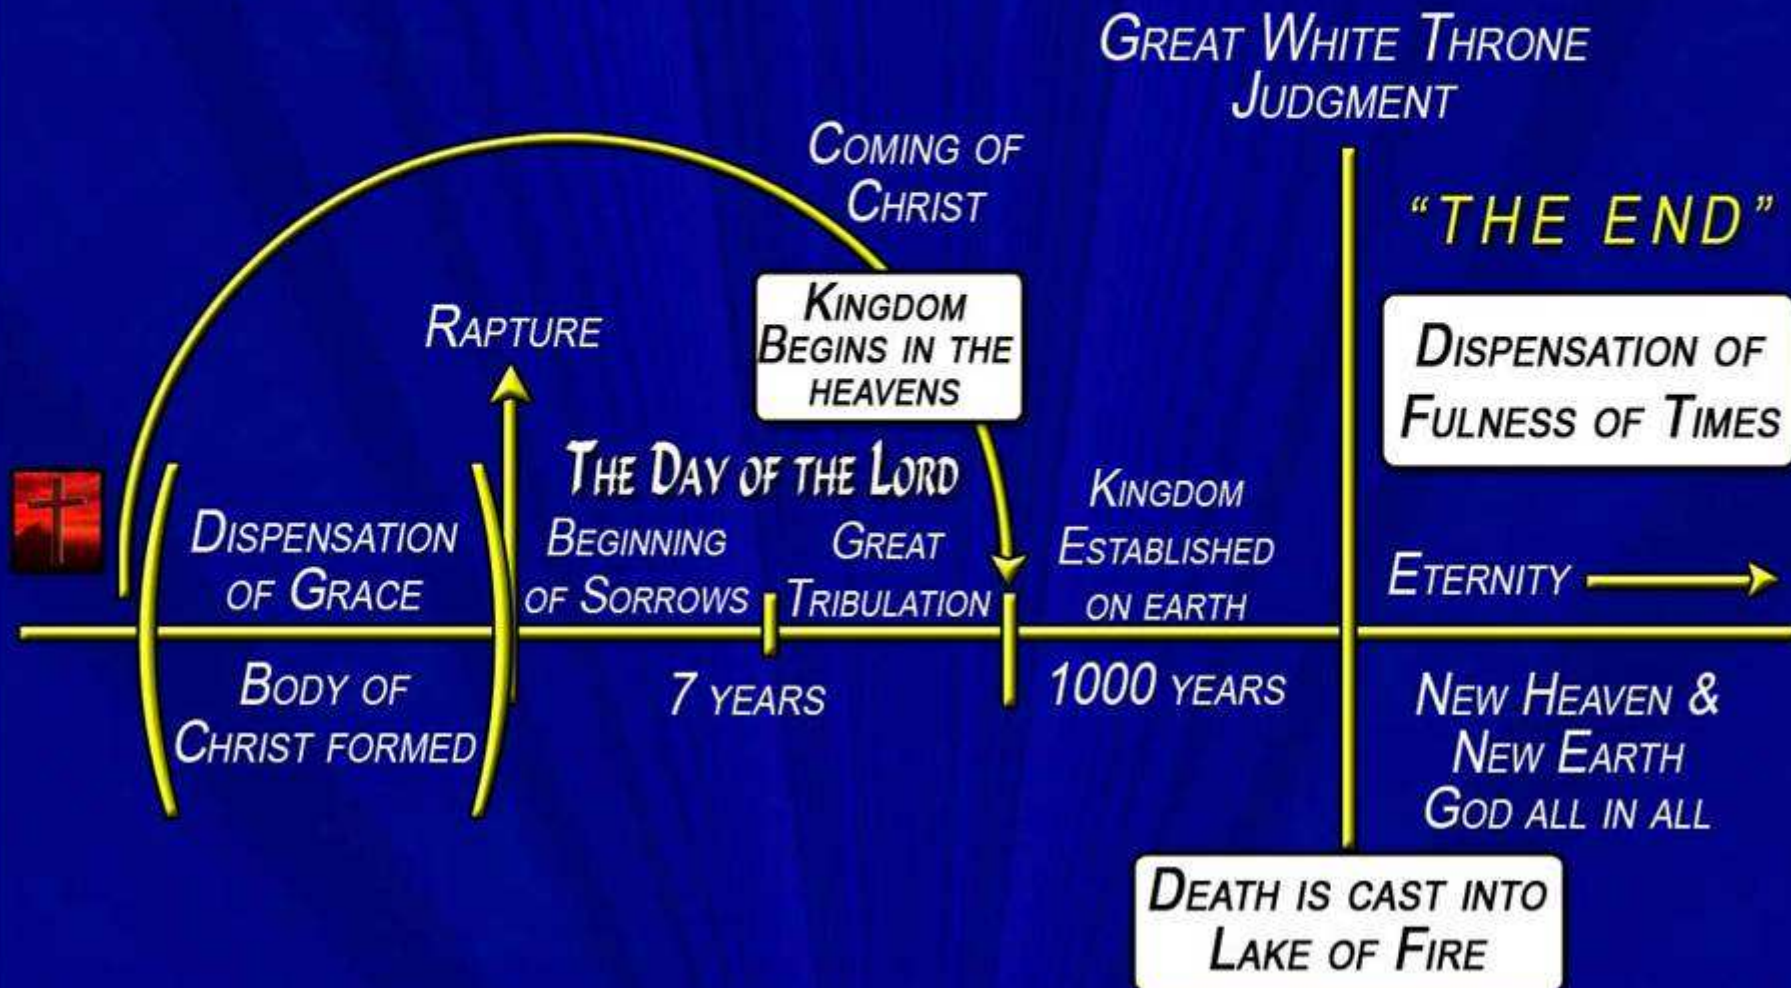 GREAT WHITE THRONE
JUDGMENT
COMING OF
CHRIST
"THE END"
KINGDOM
BEGINS IN THE
HEAVENS
RAPTURE
DISPENSATION OF
FULNESS OF TIMES
THE DAY OF THE LORD
DISPENSATION
OF GRACE
BEGINNING
OF SORROWS
GREAT
TRIBULATION
KINGDOM
ESTABLISHED
ON EARTH
ETERNITY
BODY OF
CHRIST FORMED
7 YEARS
1000 YEARS
NEW HEAVEN &
NEW EARTH
GOD ALL IN ALL
DEATH IS CAST INTO
LAKE OF FIRE